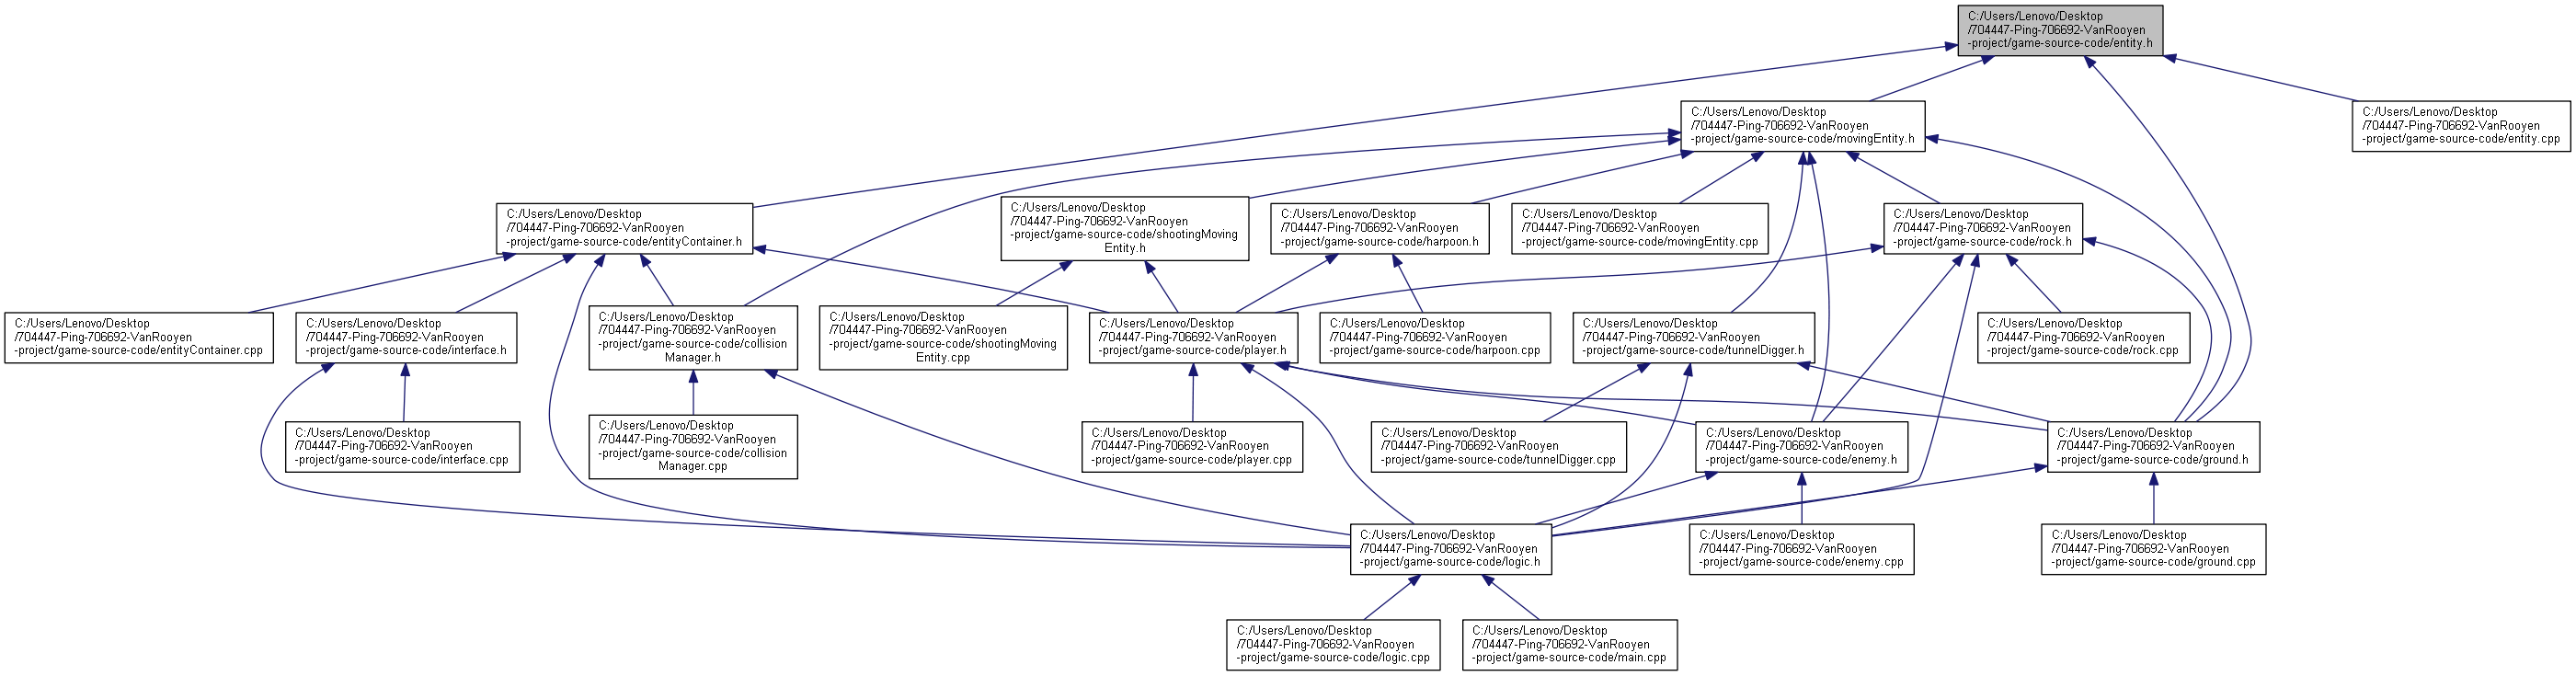 C:/Users/Lenovo/Desktop
/704447-Ping-706692-VanRooyen
-project/game-source-code/entity.h
C:/Users/Lenovo/Desktop
/704447-Ping-706692-VanRooyen
-project/game-source-code/movingEntity.h
C:/Users/Lenovo/Desktop
/704447-Ping-706692-VanRooyen
-project/game-source-code/entity.cpp
C:/Users/Lenovo/Desktop
/704447-Ping-706692-VanRooyen
-project/game-source-code/entityContainer.h
C:/Users/Lenovo/Desktop
/704447-Ping-706692-VanRooyen
-project/game-source-code/shootingMoving
Entity.h
C:/Users/Lenovo/Desktop
/704447-Ping-706692-VanRooyen
-project/game-source-code/harpoon.h
C:/Users/Lenovo/Desktop
/704447-Ping-706692-VanRooyen
-project/game-source-code/movingEntity.cpp
C:/Users/Lenovo/Desktop
/704447-Ping-706692-VanRooyen
-project/game-source-code/rock.h
C:/Users/Lenovo/Desktop
/704447-Ping-706692-VanRooyen
-project/game-source-code/entityContainer.cpp
C:/Users/Lenovo/Desktop
/704447-Ping-706692-VanRooyen
-project/game-source-code/interface.h
C:/Users/Lenovo/Desktop
/704447-Ping-706692-VanRooyen
-project/game-source-code/collision
Manager.h
C:/Users/Lenovo/Desktop
/704447-Ping-706692-VanRooyen
-project/game-source-code/shootingMoving
Entity.cpp
C:/Users/Lenovo/Desktop
/704447-Ping-706692-VanRooyen
-project/game-source-code/player.h
C:/Users/Lenovo/Desktop
/704447-Ping-706692-VanRooyen
-project/game-source-code/harpoon.cpp
C:/Users/Lenovo/Desktop
/704447-Ping-706692-VanRooyen
-project/game-source-code/tunnelDigger.h
C:/Users/Lenovo/Desktop
/704447-Ping-706692-VanRooyen
-project/game-source-code/rock.cpp
C:/Users/Lenovo/Desktop
/704447-Ping-706692-VanRooyen
-project/game-source-code/interface.cpp
C:/Users/Lenovo/Desktop
/704447-Ping-706692-VanRooyen
-project/game-source-code/collision
Manager.cpp
C:/Users/Lenovo/Desktop
/704447-Ping-706692-VanRooyen
-project/game-source-code/player.cpp
C:/Users/Lenovo/Desktop
/704447-Ping-706692-VanRooyen
-project/game-source-code/tunnelDigger.cpp
C:/Users/Lenovo/Desktop
/704447-Ping-706692-VanRooyen
-project/game-source-code/enemy.h
C:/Users/Lenovo/Desktop
/704447-Ping-706692-VanRooyen
-project/game-source-code/ground.h
C:/Users/Lenovo/Desktop
/704447-Ping-706692-VanRooyen
-project/game-source-code/logic.h
C:/Users/Lenovo/Desktop
/704447-Ping-706692-VanRooyen
-project/game-source-code/enemy.cpp
C:/Users/Lenovo/Desktop
/704447-Ping-706692-VanRooyen
-project/game-source-code/ground.cpp
C:/Users/Lenovo/Desktop
/704447-Ping-706692-VanRooyen
-project/game-source-code/logic.cpp
C:/Users/Lenovo/Desktop
/704447-Ping-706692-VanRooyen
-project/game-source-code/main.cpp